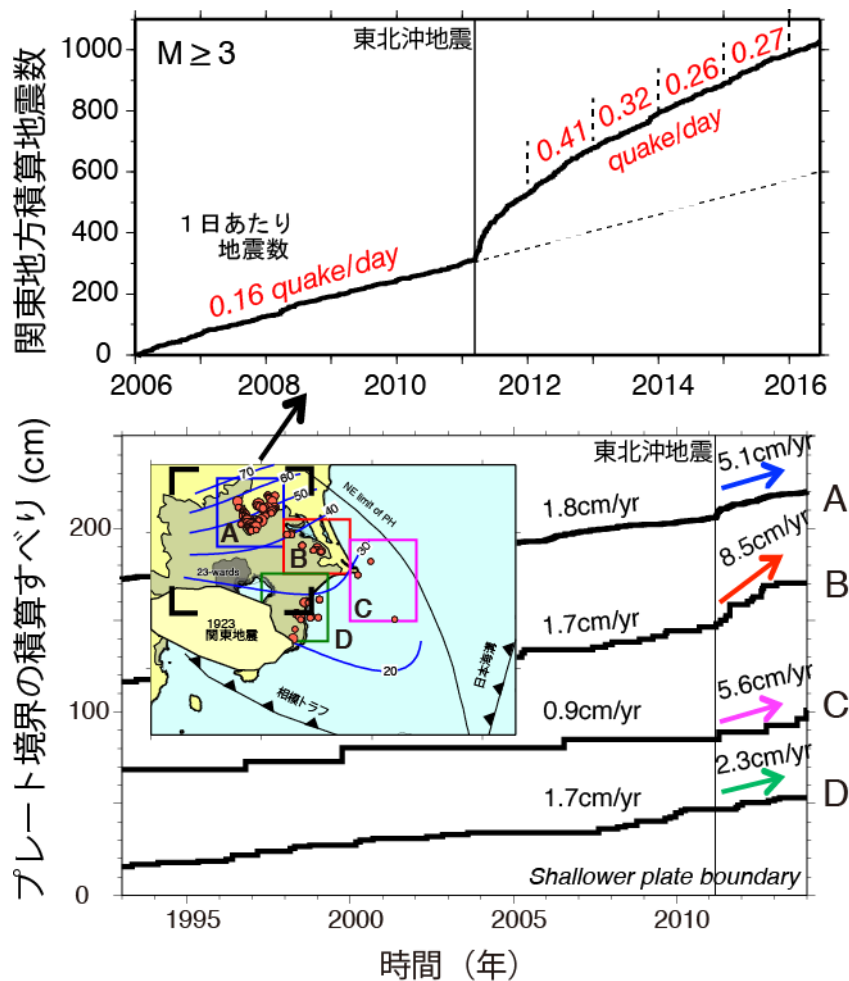 関東地方積算地震数
1000
800
600
400
200
0
M ≥ 3
東北沖地震
1日あたり
地震数
0.16 quake/day
0.41
0.32
0.26
0.27
quake/day
2006
2008
2010
2012
2014
2016
プレート境界の積算すべり (cm)
200
100
0
東北沖地震
5.1cm/yr
A
1.8cm/yr
8.5cm/yr
B
1.7cm/yr
5.6cm/yr
C
0.9cm/yr
2.3cm/yr
D
1.7cm/yr
70
60
50
40
30
20
NE limit of PH
A
B
C
D
23-wards
1923
関東地震
相模トラフ
日本海溝
Shallower plate boundary
1995
2000
2005
2010
時間 （年）